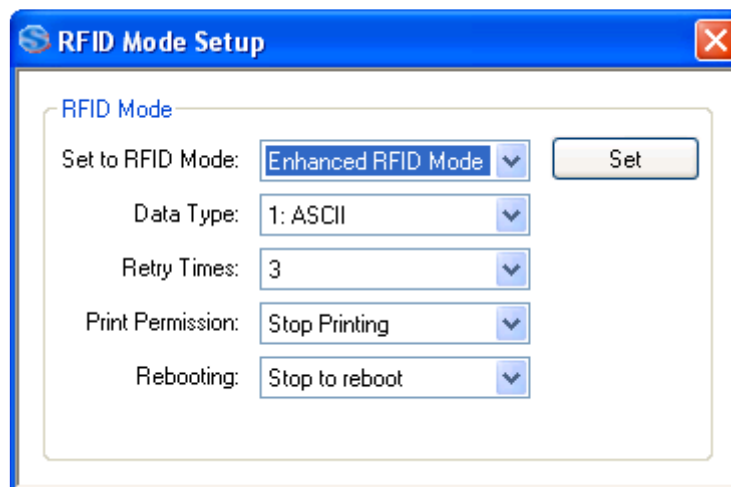 RFID Mode Setup
RFID Mode
Set to RFID Mode: Enhanced RFID Mode Set
Data Type: 1: ASCII
Retry Times: 3
Print Permission: Stop Printing
Rebooting: Stop to reboot